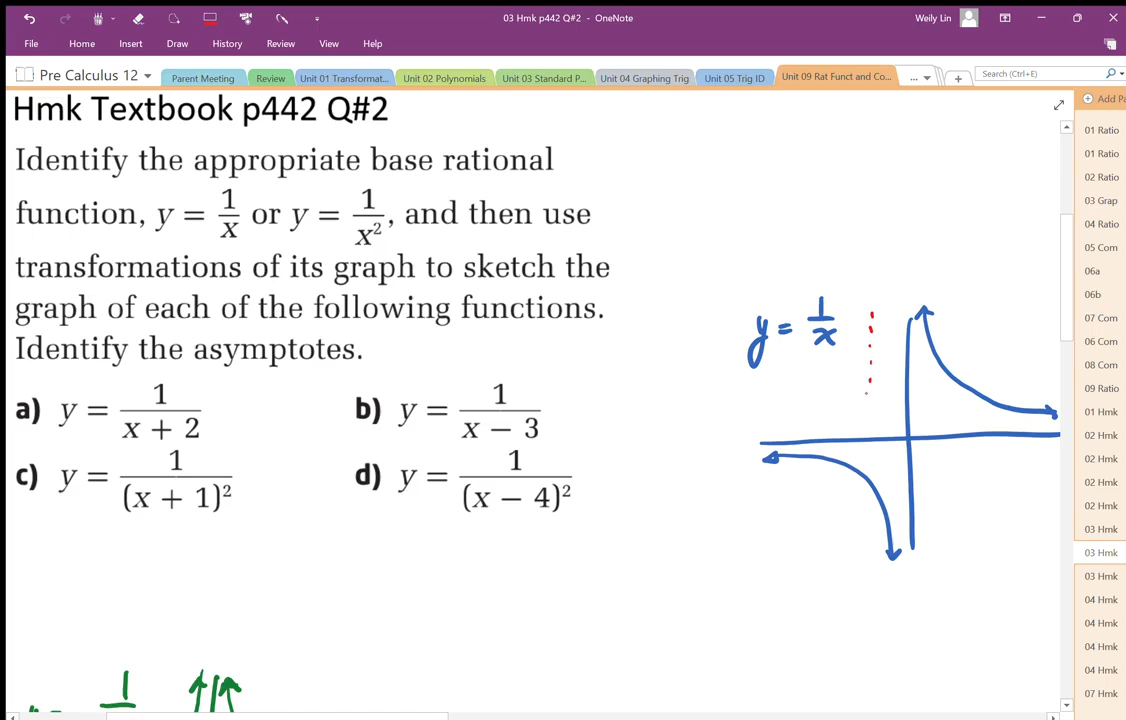 03 Hmk p442 Q#2 - OneNote
Weily Lin
File Home Insert Draw History Review View Help
Pre Calculus 12
Parent Meeting
Review
Unit 01 Transformat...
Unit 02 Polynomials
Unit 03 Standard P...
Unit 04 Graphing Trig
Unit 05 Trig ID
Unit 09 Rat Funct and Co...
...
Search (Ctrl+E)
Hmk Textbook p442 Q#2
Identify the appropriate base rational
function, y = 1/x or y = 1/x², and then use
transformations of its graph to sketch the
graph of each of the following functions.
Identify the asymptotes.
a) y = 1/(x + 2)
b) y = 1/(x − 3)
c) y = 1/(x + 1)²
d) y = 1/(x − 4)²
y = 1/x
1
Add Pa
01 Ratio
01 Ratio
02 Ratio
03 Grap
04 Ratio
05 Com
06a
06b
07 Com
06 Com
08 Com
09 Ratio
01 Hmk
02 Hmk
02 Hmk
02 Hmk
02 Hmk
03 Hmk
03 Hmk
03 Hmk
04 Hmk
04 Hmk
04 Hmk
04 Hmk
07 Hmk